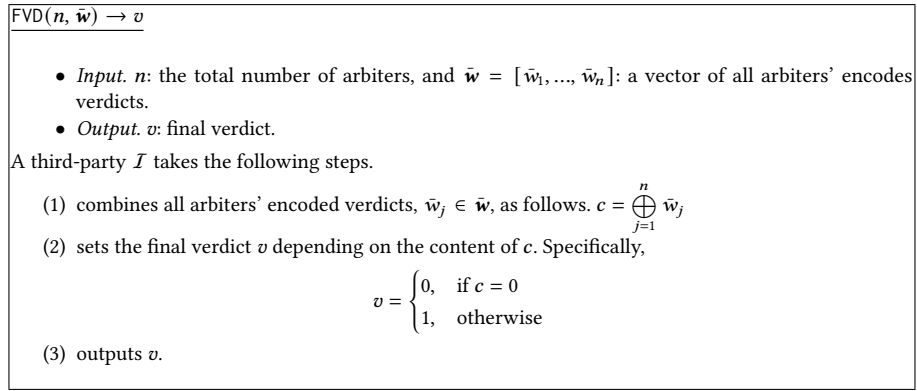 FVD(n, w̄) → v
• Input. n: the total number of arbiters, and w̄ = [w̄₁, ..., w̄ₙ]: a vector of all arbiters' encodes
verdicts.
• Output. v: final verdict.
A third-party I takes the following steps.
(1) combines all arbiters' encoded verdicts, w̄ⱼ ∈ w̄, as follows. c = ⊕ⁿⱼ₌₁ w̄ⱼ
(2) sets the final verdict v depending on the content of c. Specifically,
v = { 0, if c = 0
1, otherwise
(3) outputs v.